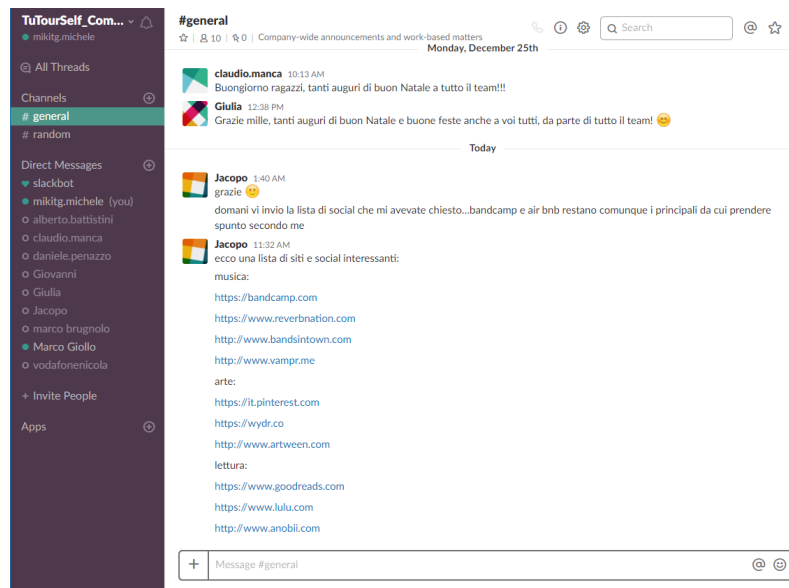 TuTourSelf_Com...
mikitg.michele
All Threads
Channels
# general
# random
Direct Messages
slackbot
mikitg.michele (you)
alberto.battistini
claudio.manca
daniele.penazzo
Giovanni
Giulia
Jacopo
marco brugnolo
Marco Giollo
vodafonenicola
+ Invite People
Apps
#general
10 | 0 | Company-wide announcements and work-based matters
Search
Monday, December 25th
claudio.manca 10:13 AM
Buongiorno ragazzi, tanti auguri di buon Natale a tutto il team!!!
Giulia 12:38 PM
Grazie mille, tanti auguri di buon Natale e buone feste anche a voi tutti, da parte di tutto il team!
Today
Jacopo 1:40 AM
grazie
domani vi invio la lista di social che mi avevate chiesto...bandcamp e air bnb restano comunque i principali da cui prendere
spunto secondo me
Jacopo 11:32 AM
ecco una lista di siti e social interessanti:
musica:
https://bandcamp.com
https://www.reverbnation.com
http://www.bandsintown.com
http://www.vampr.me
arte:
https://it.pinterest.com
https://wydr.co
http://www.artween.com
lettura:
https://www.goodreads.com
https://www.lulu.com
http://www.anobii.com
Message #general